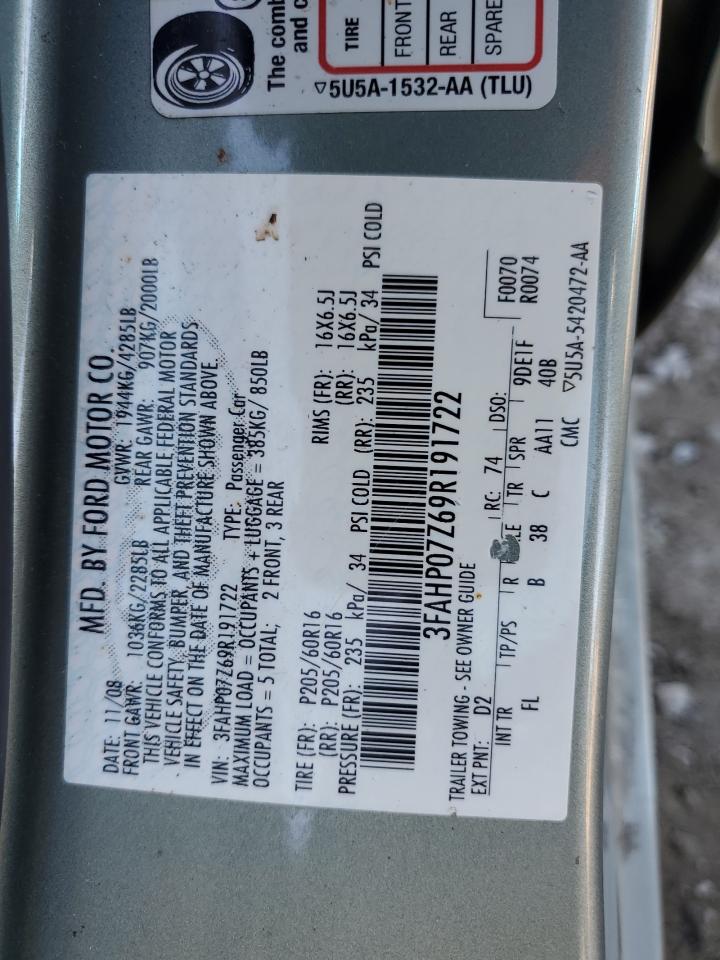 The comb
and c
TIRE
FRONT
REAR
SPARE
▽5U5A-1532-AA (TLU)
MFD. BY FORD MOTOR CO.
DATE: 11/08 GVWR: 1944KG/4285LB
FRONT GAWR: 1036KG/2285LB REAR GAWR: 907KG/2000LB
THIS VEHICLE CONFORMS TO ALL APPLICABLE FEDERAL MOTOR
VEHICLE SAFETY, BUMPER, AND THEFT PREVENTION STANDARDS
IN EFFECT ON THE DATE OF MANUFACTURE SHOWN ABOVE.
VIN: 3FAHP07Z69R191722 TYPE: Passenger Car
MAXIMUM LOAD = OCCUPANTS + LUGGAGE = 385KG/ 850LB
OCCUPANTS = 5 TOTAL; 2 FRONT, 3 REAR
TIRE (FR): P205/60R16 RIMS (FR): 16X6.5J
(RR): P205/60R16 (RR): 16X6.5J
PRESSURE (FR): 235 kPa/ 34 PSI COLD (RR): 235 kPa/ 34 PSI COLD
3FAHP07Z69R191722
TRAILER TOWING - SEE OWNER GUIDE
EXT PNT: D2 RC: 74 DSO: F0070
R0074
INT TR TP/PS R LE TR SPR 9DE1F
FL B 38 C AA11 40B
CMC ▽5U5A-5420472-AA